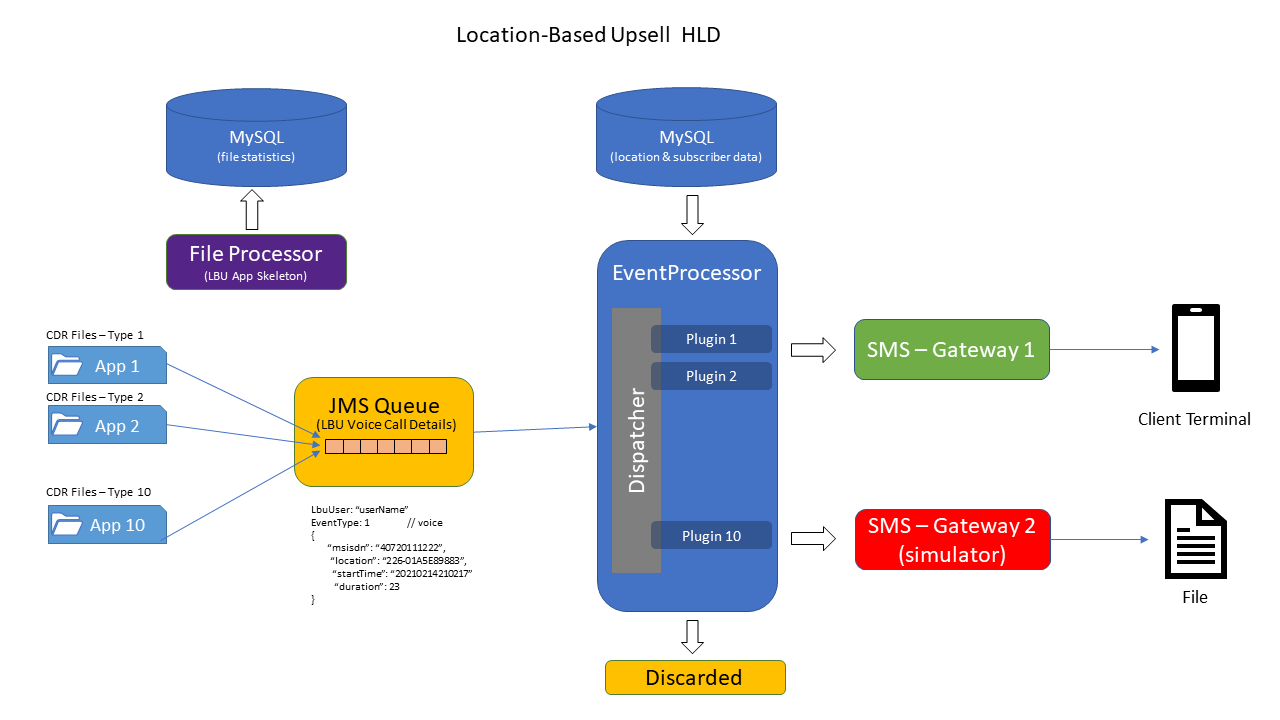 Location-Based Upsell HLD
MySQL
(file statistics)
MySQL
(location & subscriber data)
File Processor
(LBU App Skeleton)
EventProcessor
CDR Files – Type 1
App 1
CDR Files – Type 2
App 2
CDR Files – Type 10
App 10
JMS Queue
(LBU Voice Call Details)
LbuUser: “userName”
EventType: 1 // voice
{
“msisdn”: “40720111222”,
“location”: “226-01A5E89883”,
“startTime”: “20210214210217”
“duration”: 23
}
Dispatcher
Plugin 1
Plugin 2
Plugin 10
SMS – Gateway 1
Client Terminal
SMS – Gateway 2
(simulator)
File
Discarded